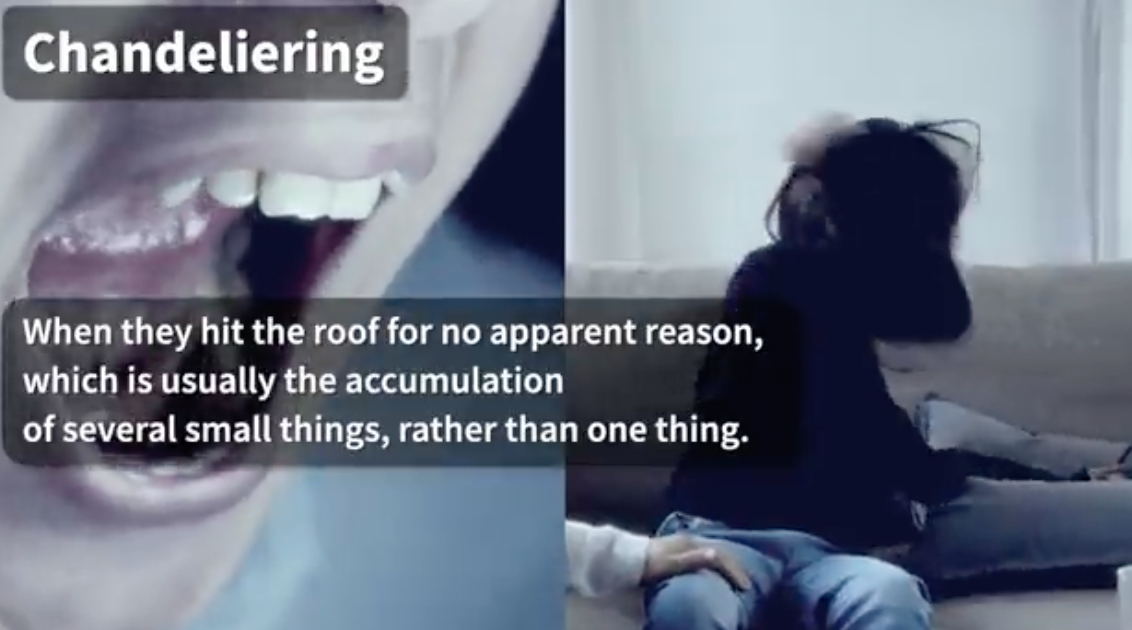 Chandeliering
When they hit the roof for no apparent reason,
which is usually the accumulation
of several small things, rather than one thing.